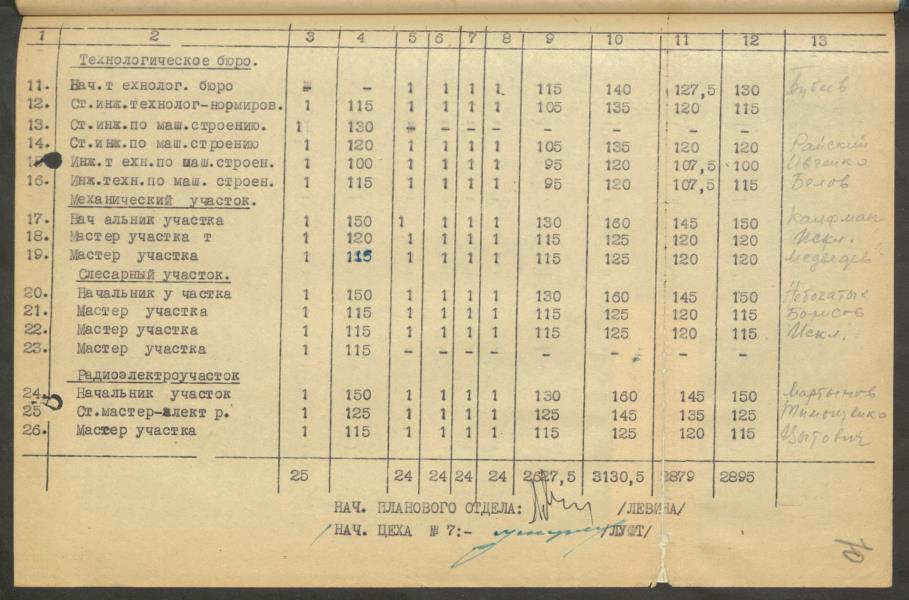 1 2 3 4 5 6 7 8 9 10 11 12 13
Технологическое бюро.
11. Нач.т ехнолог. бюро - - 1 1 1 1 115 140 127,5 130
12. Ст.инж.технолог-нормиров. 1 115 1 1 1 1 105 135 120 115
13. Ст.инж.по маш.строению. 1 130 - - - - - - - -
14. Ст.инж.по маш.строению 1 120 1 1 1 1 105 135 120 120 Райский
15. Инж.т ехн.по маш.строен. 1 100 1 1 1 1 95 120 107,5 100 Ивченко
16. Инж.техн.по маш. строен. 1 115 1 1 1 1 95 120 107,5 115 Белов
Механический участок.
17. Нач альник участка 1 150 1 1 1 1 130 160 145 150 Кауфман
18. Мастер участка т 1 120 1 1 1 1 115 125 120 120 Искл.
19. Мастер участка 1 115 1 1 1 1 115 125 120 120 Медведев
Слесарный участок.
20. Начальник у частка 1 150 1 1 1 1 130 160 145 150 Небогатых
21. Мастер участка 1 115 1 1 1 1 115 125 120 115 Борисов
22. Мастер участка 1 115 1 1 1 1 115 125 120 115 Искл.
23. Мастер участка 1 115 - - - - - - - -
Радиоэлектроучасток
24. Начальник участок 1 150 1 1 1 1 130 160 145 150 Мартынов
25 Ст.мастер-элект р. 1 125 1 1 1 1 125 145 135 125 Тимощенко
26. Мастер участка 1 115 1 1 1 1 115 125 120 115 Цытович
25 24 24 24 24 2627,5 3130,5 2879 2895
НАЧ. ПЛАНОВОГО ОТДЕЛА: /ЛЕВИНА/
НАЧ. ЦЕХА № 7:- /ЛУФТ/
10